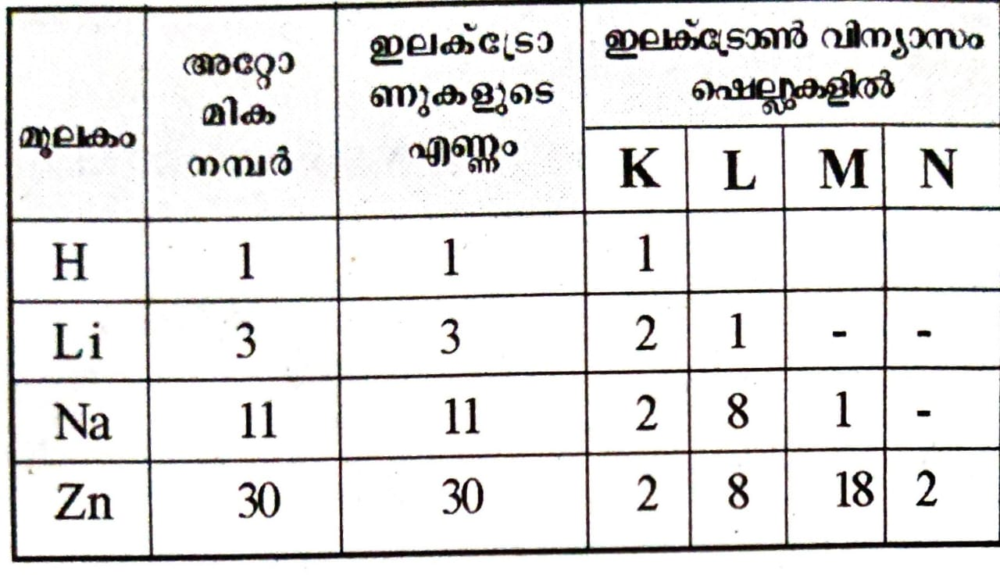 മൂലകം
അറ്റോ
മിക
നമ്പർ
ഇലക്ട്രോ
ണുകളുടെ
എണ്ണം
ഇലക്ട്രോൺ വിന്യാസം
ഷെല്ലുകളിൽ
K L M N
H 1 1 1
Li 3 3 2 1 - -
Na 11 11 2 8 1 -
Zn 30 30 2 8 18 2